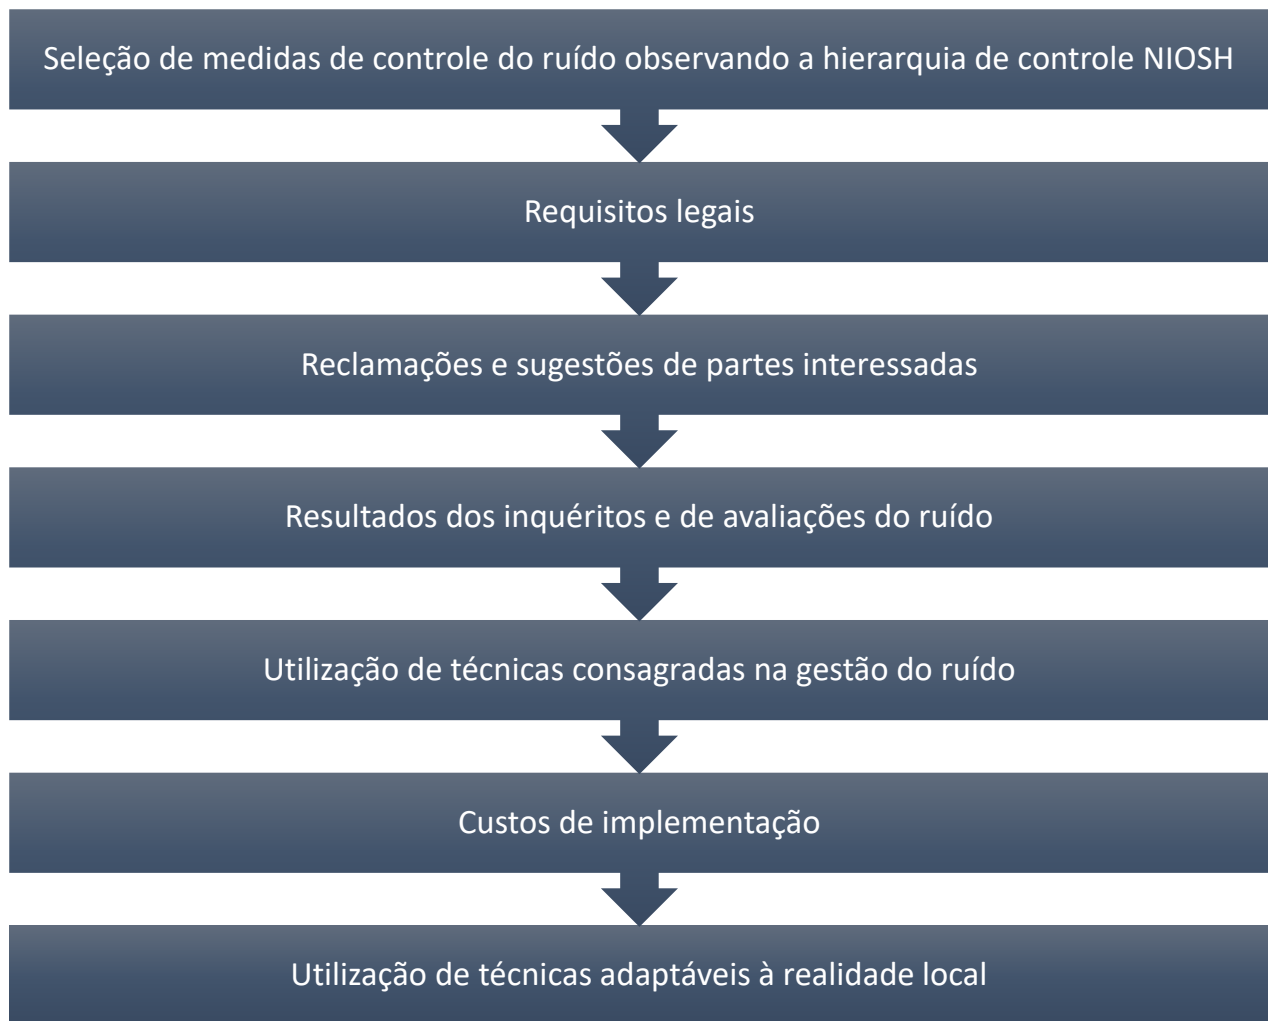 Seleção de medidas de controle do ruído observando a hierarquia de controle NIOSH
Requisitos legais
Reclamações e sugestões de partes interessadas
Resultados dos inquéritos e de avaliações do ruído
Utilização de técnicas consagradas na gestão do ruído
Custos de implementação
Utilização de técnicas adaptáveis à realidade local